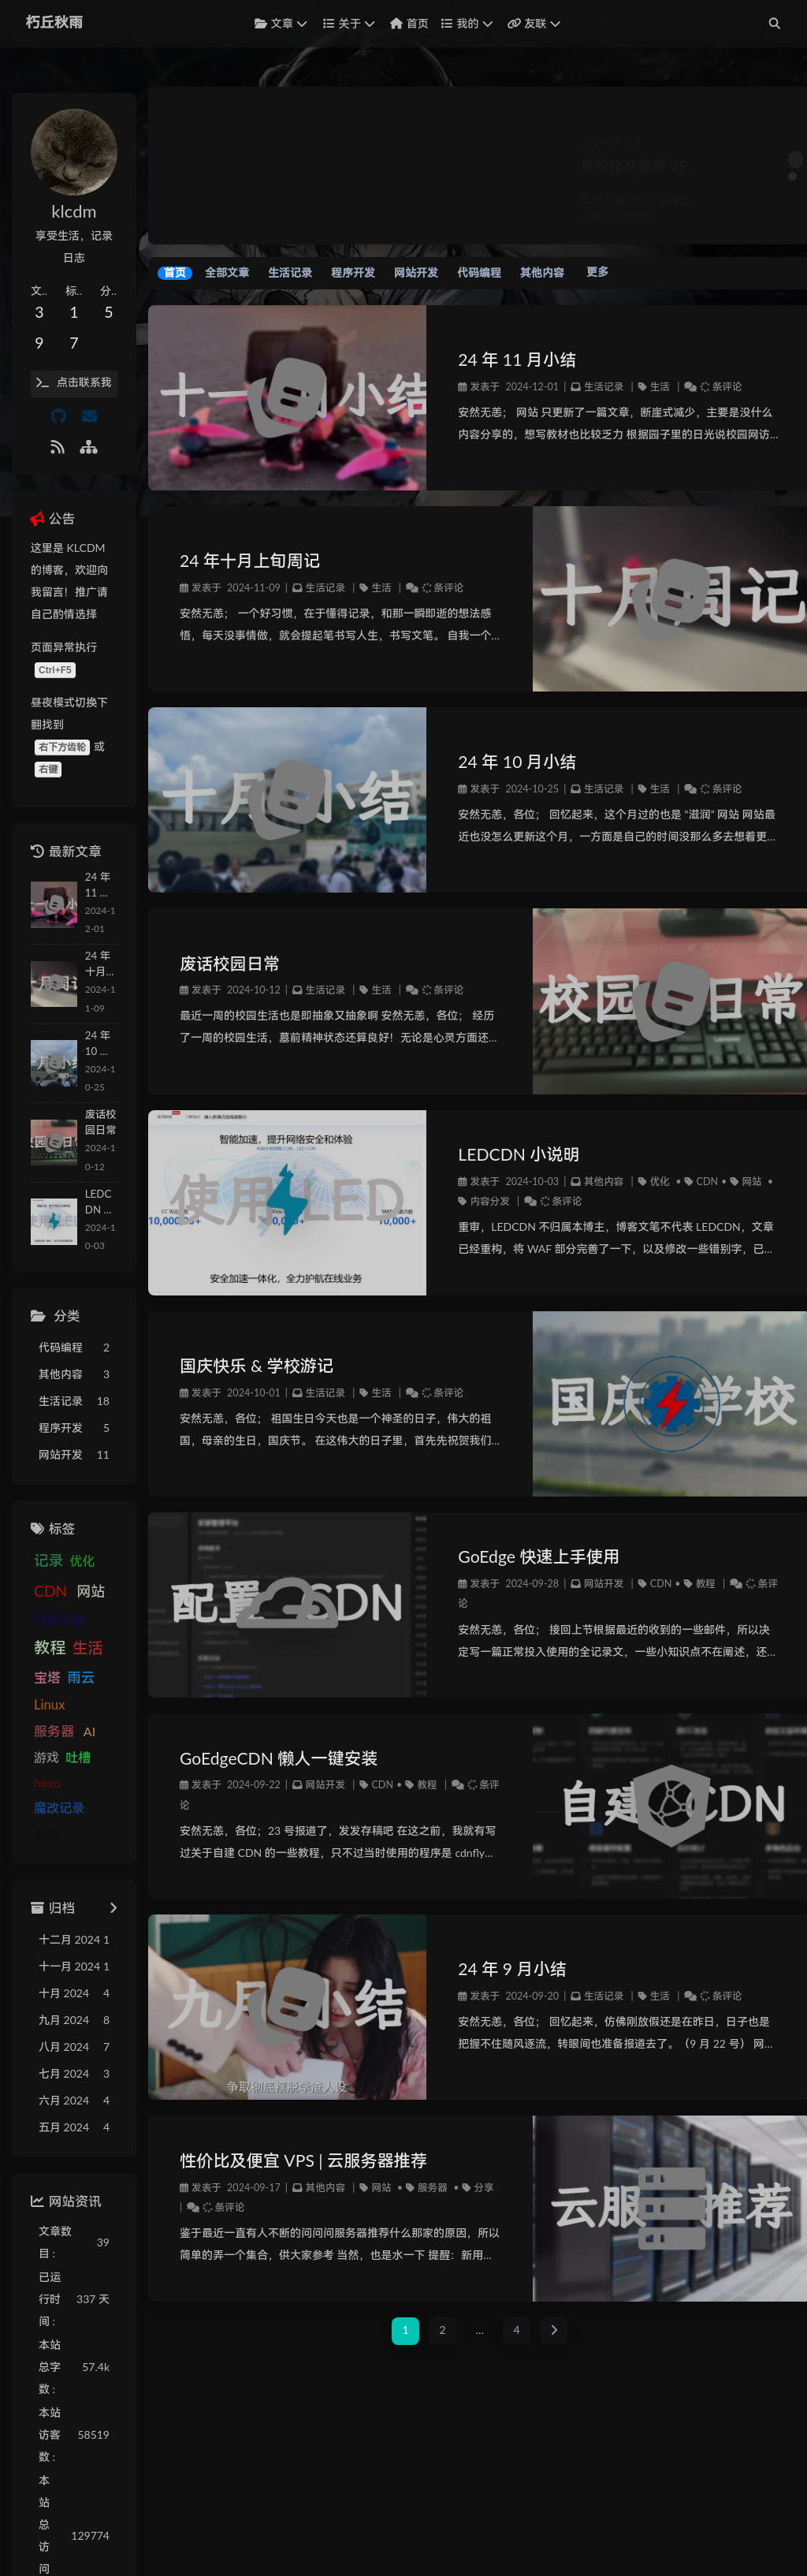 朽丘秋雨
文章 关于 首页 我的 友联
klcdm
享受生活，记录
日志
文.. 标.. 分..
3 1 5
9 7
点击联系我
公告
这里是 KLCDM
的博客，欢迎向
我留言！推广请
自己酌情选择
页面异常执行
Ctrl+F5
昼夜模式切换下
翻找到
右下方齿轮 或
右键
最新文章
24 年
11 ...
2024-1
2-01
24 年
十月...
2024-1
1-09
24 年
10 ...
2024-1
0-25
废话校
园日常
2024-1
0-12
LEDC
DN ...
2024-1
0-03
分类
代码编程 2
其他内容 3
生活记录 18
程序开发 5
网站开发 11
标签
记录 优化
CDN 网站
教程 生活
宝塔 雨云
Linux
服务器 AI
游戏 吐槽
hexo
魔改记录
归档
十二月 2024 1
十一月 2024 1
十月 2024 4
九月 2024 8
八月 2024 7
七月 2024 3
六月 2024 4
五月 2024 4
网站资讯
文章数
目 : 39
已运
行时 337 天
间 :
本站
总字 57.4k
数 :
本站
访客 58519
数 :
本
站
总
访 129774
问
性价比及便宜 VP...
首页 全部文章 生活记录 程序开发 网站开发 代码编程 其他内容 更多
24 年 11 月小结
发表于 2024-12-01 | 生活记录 | 生活 | 条评论
安然无恙； 网站 只更新了一篇文章，断崖式减少，主要是没什么
内容分享的，想写教材也比较乏力 根据园子里的日光说校园网访...
24 年十月上旬周记
发表于 2024-11-09 | 生活记录 | 生活 | 条评论
安然无恙； 一个好习惯，在于懂得记录，和那一瞬即逝的想法感
悟，每天没事情做，就会提起笔书写人生，书写文笔。 自我一个...
十月周记
24 年 10 月小结
发表于 2024-10-25 | 生活记录 | 生活 | 条评论
安然无恙，各位； 回忆起来，这个月过的也是 “滋润” 网站 网站最
近也没怎么更新这个月，一方面是自己的时间没那么多去想着更...
废话校园日常
发表于 2024-10-12 | 生活记录 | 生活 | 条评论
最近一周的校园生活也是即抽象又抽象啊 安然无恙，各位； 经历
了一周的校园生活，墓前精神状态还算良好！无论是心灵方面还...
校园日常
LEDCDN 小说明
发表于 2024-10-03 | 其他内容 | 优化 • CDN • 网站 •
内容分发 | 条评论
重审，LEDCDN 不归属本博主，博客文笔不代表 LEDCDN，文章
已经重构，将 WAF 部分完善了一下，以及修改一些错别字，已...
智能加速，提升网络安全和体验
使用LED
10,000+
安全加速一体化，全力护航在线业务
国庆快乐 & 学校游记
发表于 2024-10-01 | 生活记录 | 生活 | 条评论
安然无恙，各位； 祖国生日今天也是一个神圣的日子，伟大的祖
国，母亲的生日，国庆节。 在这伟大的日子里，首先先祝贺我们...
国庆学校
GoEdge 快速上手使用
发表于 2024-09-28 | 网站开发 | CDN • 教程 | 条评
论
安然无恙，各位； 接回上节根据最近的收到的一些邮件，所以决
定写一篇正常投入使用的全记录文，一些小知识点不在阐述，还...
GoEdgeCDN 懒人一键安装
发表于 2024-09-22 | 网站开发 | CDN • 教程 | 条评
论
安然无恙，各位；23 号报道了，发发存稿吧 在这之前，我就有写
过关于自建 CDN 的一些教程，只不过当时使用的程序是 cdnfly...
24 年 9 月小结
发表于 2024-09-20 | 生活记录 | 生活 | 条评论
安然无恙，各位； 回忆起来，仿佛刚放假还是在昨日，日子也是
把握不住随风逐流，转眼间也准备报道去了。（9 月 22 号） 网...
争取彻底摆脱学渣人设
性价比及便宜 VPS | 云服务器推荐
发表于 2024-09-17 | 其他内容 | 网站 • 服务器 • 分享
| 条评论
鉴于最近一直有人不断的问问问服务器推荐什么那家的原因，所以
简单的弄一个集合，供大家参考 当然，也是水一下 提醒：新用...
1 2 ... 4